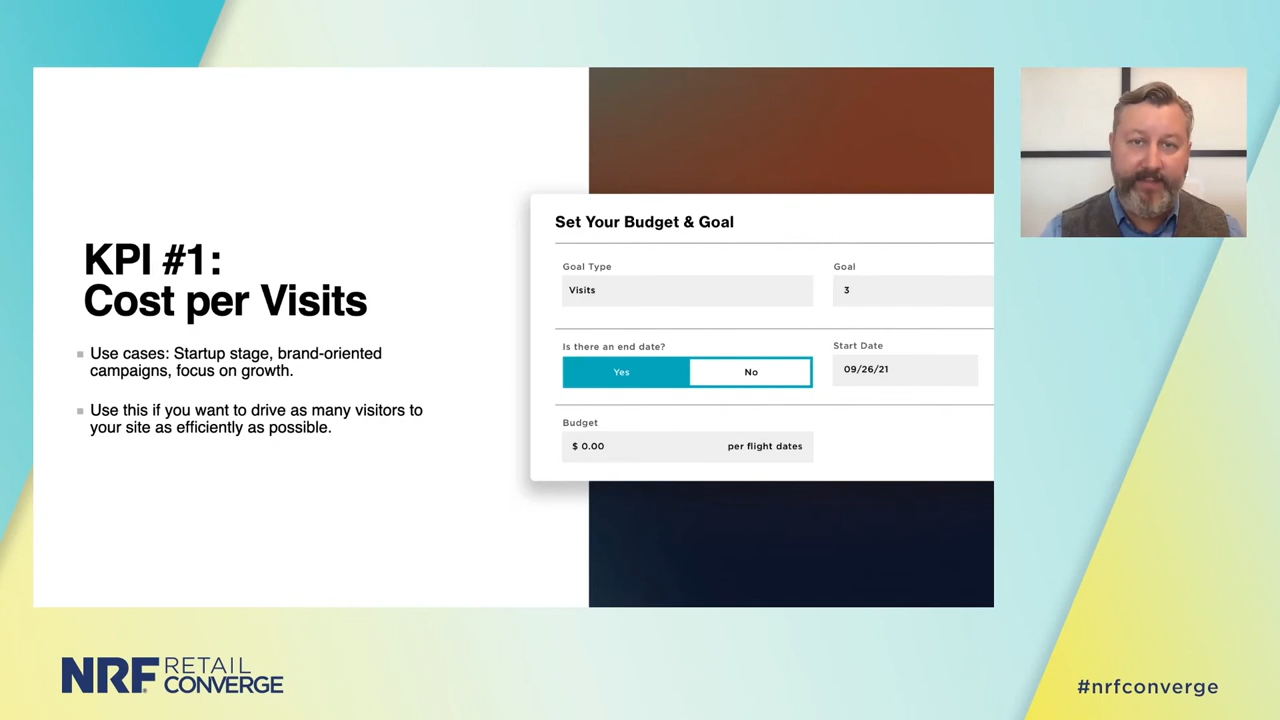 KPI #1:
Cost per Visits
Use cases: Startup stage, brand-oriented
campaigns, focus on growth.
Use this if you want to drive as many visitors to
your site as efficiently as possible.
Set Your Budget & Goal
Goal Type
Goal
Visits
3
Is there an end date?
Start Date
Yes
No
09/26/21
Budget
$ 0.00
per flight dates
NRF RETAIL
CONVERGE
#nrfconverge